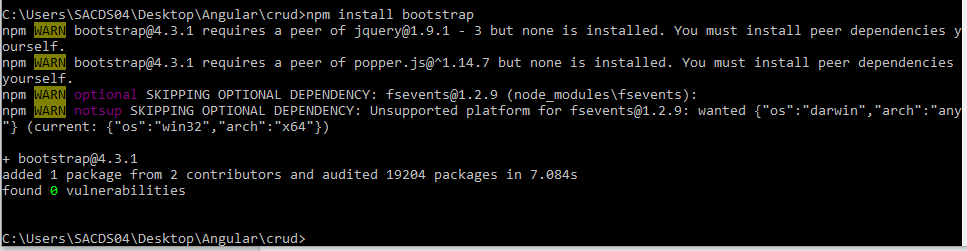 C:\Users\SACDS04\Desktop\Angular\crud>npm install bootstrap
npm WARN bootstrap@4.3.1 requires a peer of jquery@1.9.1 - 3 but none is installed. You must install peer dependencies y
ourself.
npm WARN bootstrap@4.3.1 requires a peer of popper.js@^1.14.7 but none is installed. You must install peer dependencies
yourself.
npm WARN optional SKIPPING OPTIONAL DEPENDENCY: fsevents@1.2.9 (node_modules\fsevents):
npm WARN notsup SKIPPING OPTIONAL DEPENDENCY: Unsupported platform for fsevents@1.2.9: wanted {"os":"darwin","arch":"any
"} (current: {"os":"win32","arch":"x64"})
+ bootstrap@4.3.1
added 1 package from 2 contributors and audited 19204 packages in 7.084s
found 0 vulnerabilities
C:\Users\SACDS04\Desktop\Angular\crud>